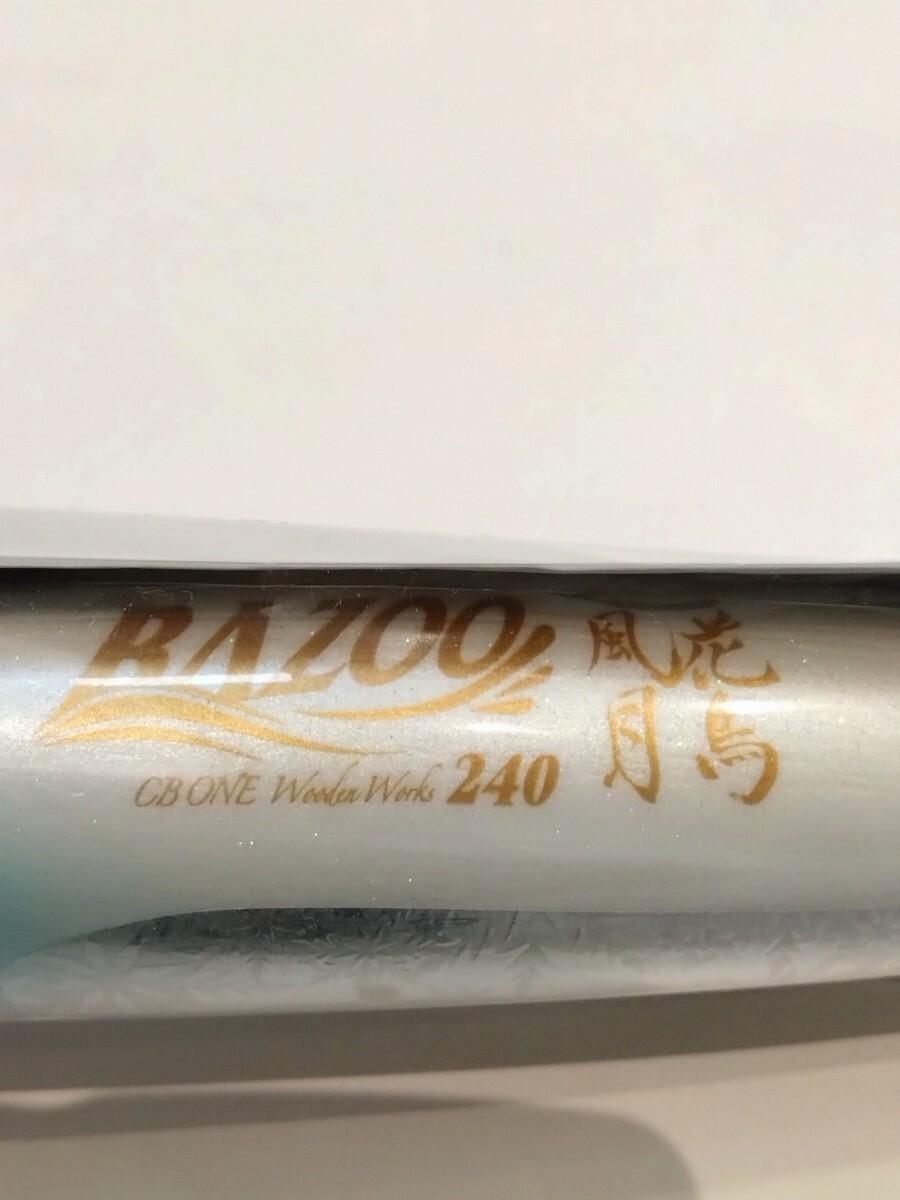 BAZOO
CB ONE Wooden Works 240
花鳥
風月